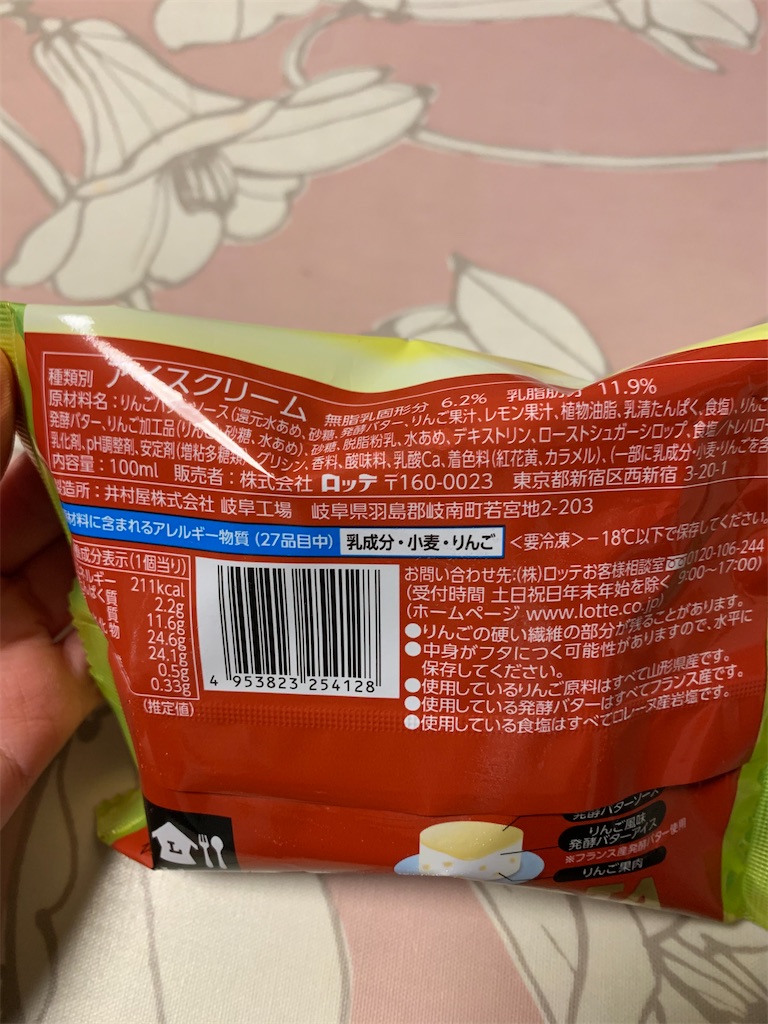 種類別 アイスクリーム 無脂乳固形分 6.2% 乳脂肪分 11.9%
原材料名:りんごバターソース(還元水あめ、砂糖、発酵バター、りんご果汁、レモン果汁、植物油脂、乳清たんぱく、食塩)、りんご
発酵バター、りんご加工品(りんご、砂糖、水あめ)、砂糖、脱脂粉乳、水あめ、デキストリン、ローストシュガーシロップ、食塩/トレハロ
乳化剤、pH調整剤、安定剤(増粘多糖類)、グリシン、香料、酸味料、乳酸Ca、着色料(紅花黄、カラメル)、(一部に乳成分・小麦・りんごを含
内容量:100ml 販売者:株式会社 ロッテ 〒160-0023 東京都新宿区西新宿 3-20-1
製造所:井村屋株式会社 岐阜工場 岐阜県羽島郡岐南町若宮地2-203
材料に含まれるアレルギー物質(27品目中) 乳成分・小麦・りんご <要冷凍>-18℃以下で保存してください。
成分表示(1個当り)
ルギー 211kcal
質 2.2g
質 11.6g
物 24.6g
24.1g
0.5g
0.33g
(推定値)
4 953823 254128
お問い合わせ先:(株)ロッテお客様相談室 0120-106-244
(受付時間 土日祝日年末年始を除く 9:00~17:00)
(ホームページ www.lotte.co.jp)
●りんごの硬い繊維の部分が残ることがあります。
●中身がフタにつく可能性がありますので、水平に
保存してください。
●使用しているりんご原料はすべて山形県産です。
●使用している発酵バターはすべてフランス産です。
●使用している食塩はすべてロレーヌ産岩塩です。
L
発酵バターソース
りんご風味
発酵バターアイス
※フランス産発酵バター使用
りんご果肉